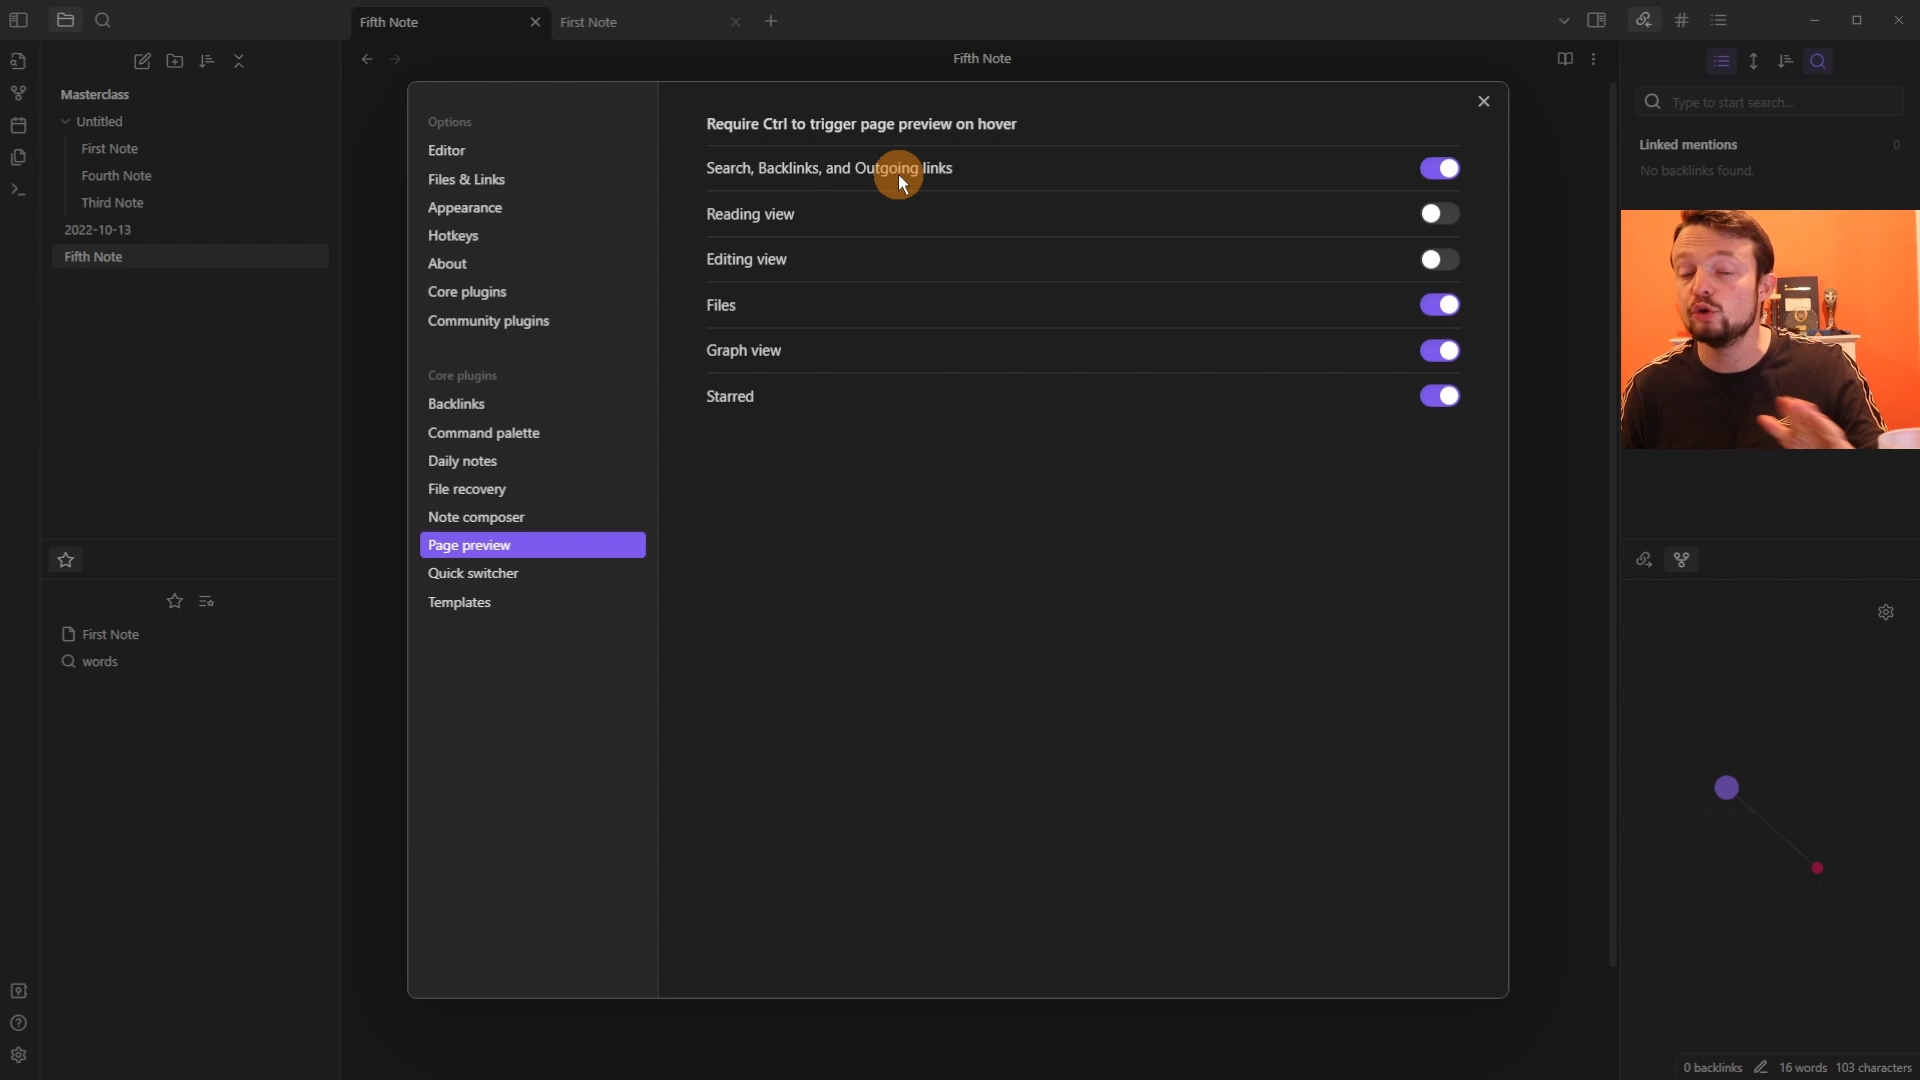 Fifth Note
First Note
Fifth Note
Masterclass
Untitled
First Note
Fourth Note
Third Note
2022-10-13
Fifth Note
First Note
words
Options
Editor
Files & Links
Appearance
Hotkeys
About
Core plugins
Community plugins
Core plugins
Backlinks
Command palette
Daily notes
File recovery
Note composer
Page preview
Quick switcher
Templates
Require Ctrl to trigger page preview on hover
Search, Backlinks, and Outgoing links
Reading view
Editing view
Files
Graph view
Starred
Type to start search...
Linked mentions 0
No backlinks found.
0 backlinks 16 words 103 characters